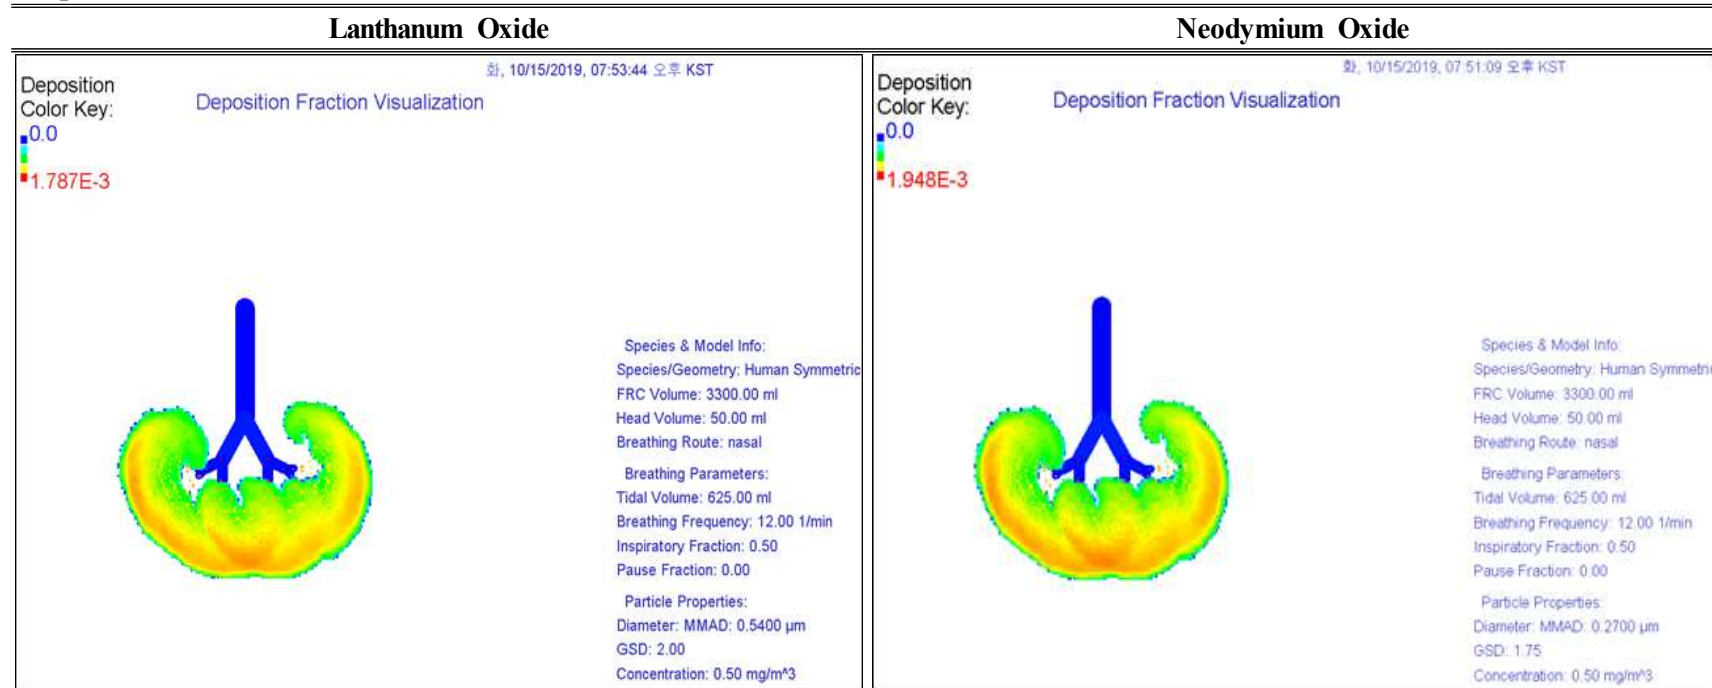 Lanthanum Oxide
Neodymium Oxide
화, 10/15/2019, 07:53:44 오후 KST
Deposition
Color Key:
Deposition Fraction Visualization
0.0
1.787E-3
Species & Model Info:
Species/Geometry: Human Symmetric
FRC Volume: 3300.00 ml
Head Volume: 50.00 ml
Breathing Route: nasal
Breathing Parameters:
Tidal Volume: 625.00 ml
Breathing Frequency: 12.00 1/min
Inspiratory Fraction: 0.50
Pause Fraction: 0.00
Particle Properties:
Diameter: MMAD: 0.5400 µm
GSD: 2.00
Concentration: 0.50 mg/m^3
화, 10/15/2019, 07:51:09 오후 KST
Deposition
Color Key:
Deposition Fraction Visualization
0.0
1.948E-3
Species & Model Info:
Species/Geometry: Human Symmetri
FRC Volume: 3300.00 ml
Head Volume: 50.00 ml
Breathing Route: nasal
Breathing Parameters:
Tidal Volume: 625.00 ml
Breathing Frequency: 12.00 1/min
Inspiratory Fraction: 0.50
Pause Fraction: 0.00
Particle Properties:
Diameter: MMAD: 0.2700 µm
GSD: 1.75
Concentration: 0.50 mg/m^3